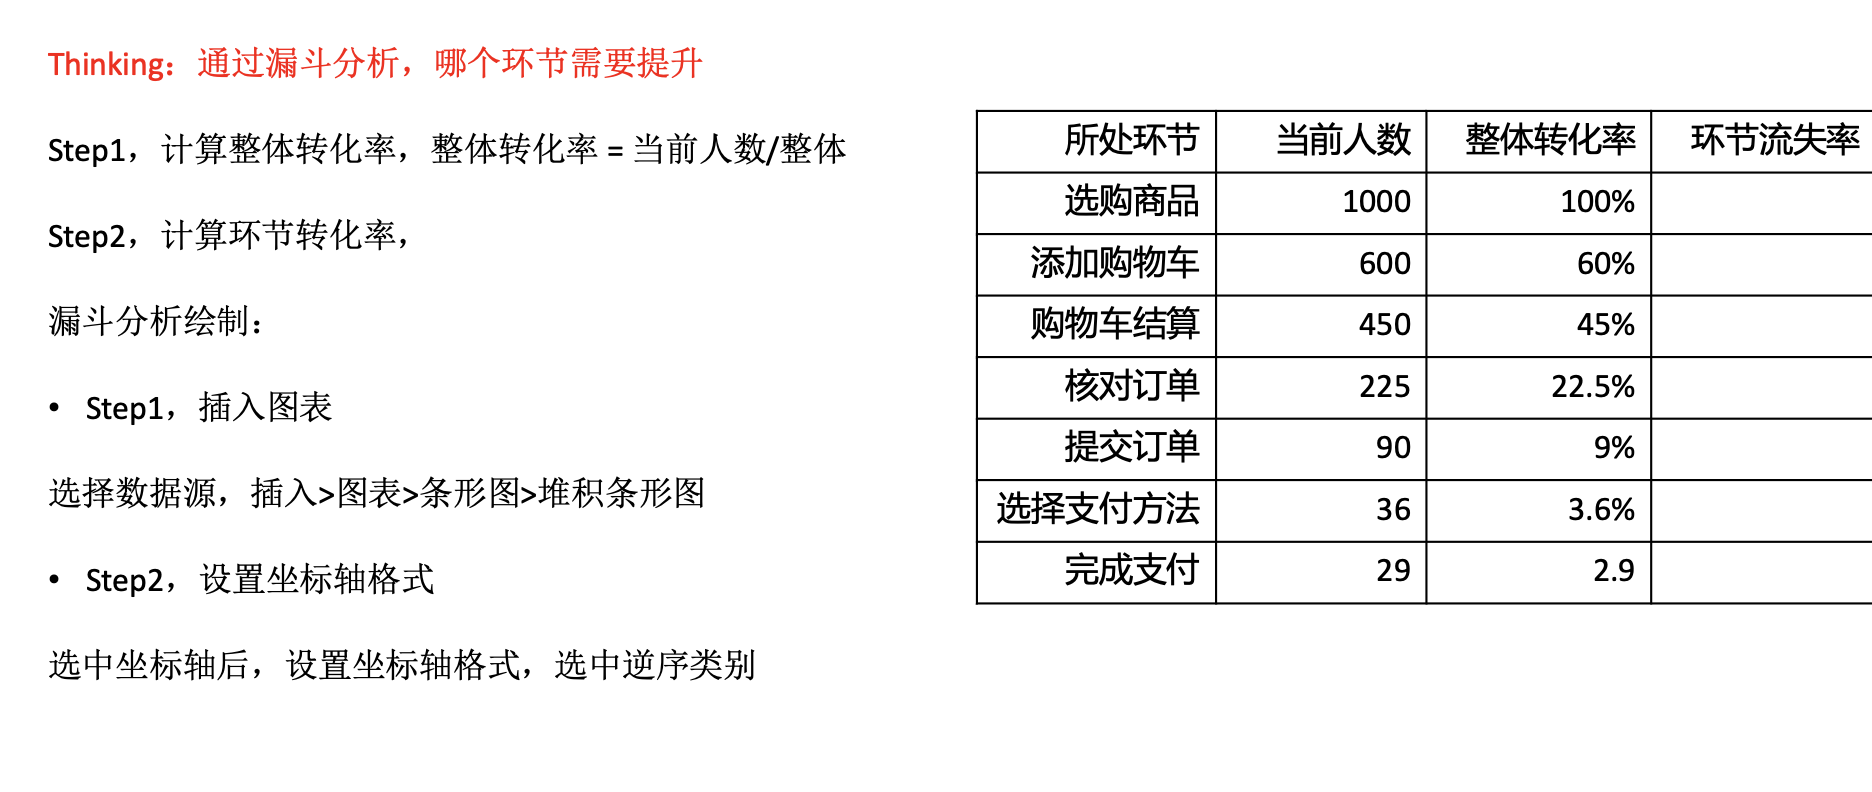 Thinking：通过漏斗分析，哪个环节需要提升
Step1，计算整体转化率，整体转化率 = 当前人数/整体
Step2，计算环节转化率，
漏斗分析绘制：
• Step1，插入图表
选择数据源，插入>图表>条形图>堆积条形图
• Step2，设置坐标轴格式
选中坐标轴后，设置坐标轴格式，选中逆序类别
所处环节 当前人数 整体转化率 环节流失率
选购商品 1000 100%
添加购物车 600 60%
购物车结算 450 45%
核对订单 225 22.5%
提交订单 90 9%
选择支付方法 36 3.6%
完成支付 29 2.9